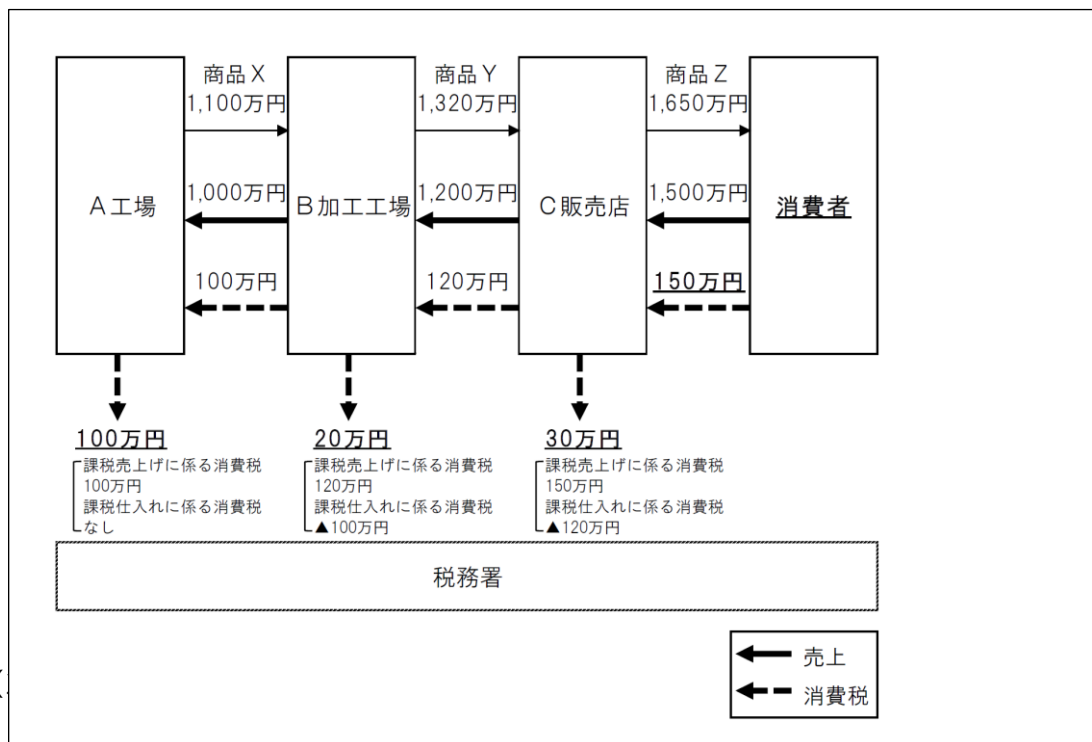 商品X 商品Y 商品Z
1,100万円 1,320万円 1,650万円
1,000万円 1,200万円 1,500万円
A工場 B加工工場 C販売店 消費者
100万円 120万円 150万円
100万円 20万円 30万円
課税売上げに係る消費税 課税売上げに係る消費税 課税売上げに係る消費税
100万円 120万円 150万円
課税仕入れに係る消費税 課税仕入れに係る消費税 課税仕入れに係る消費税
なし ▲100万円 ▲120万円
税務署
売上
消費税